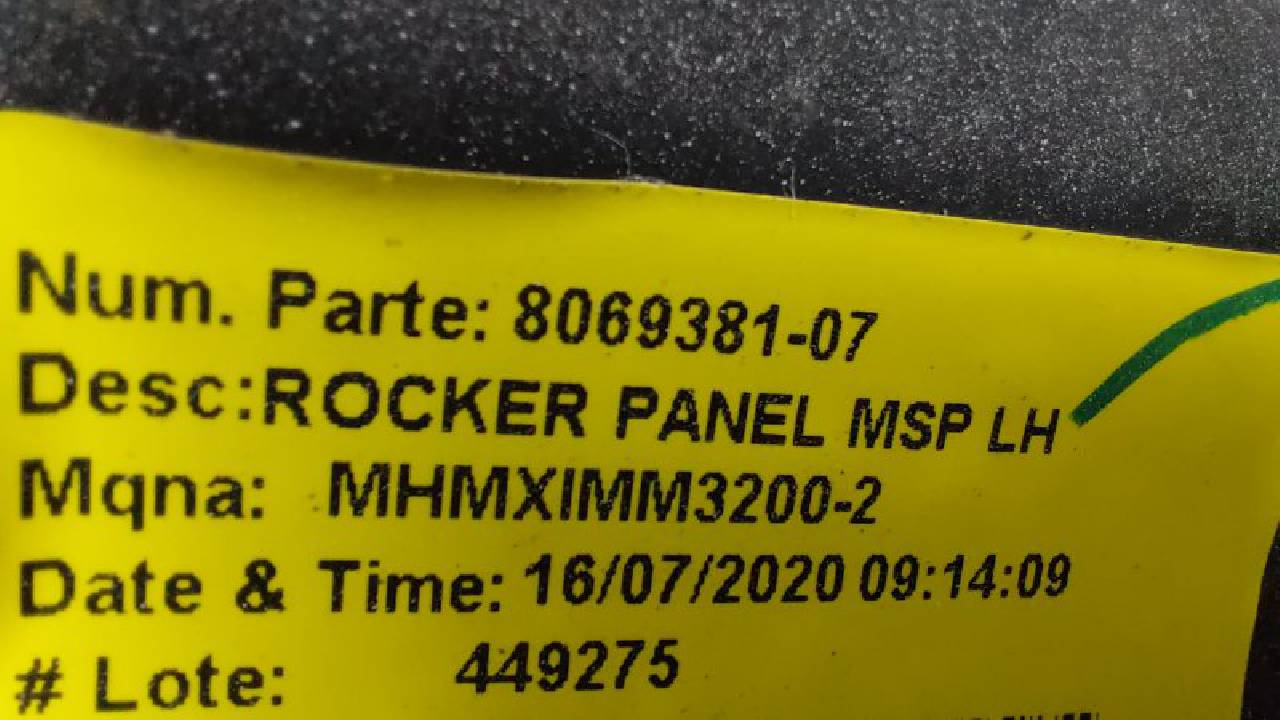 Num. Parte: 8069381-07
Desc:ROCKER PANEL MSP LH
Mqna: MHMXIMM3200-2
Date & Time: 16/07/2020 09:14:09
# Lote: 449275